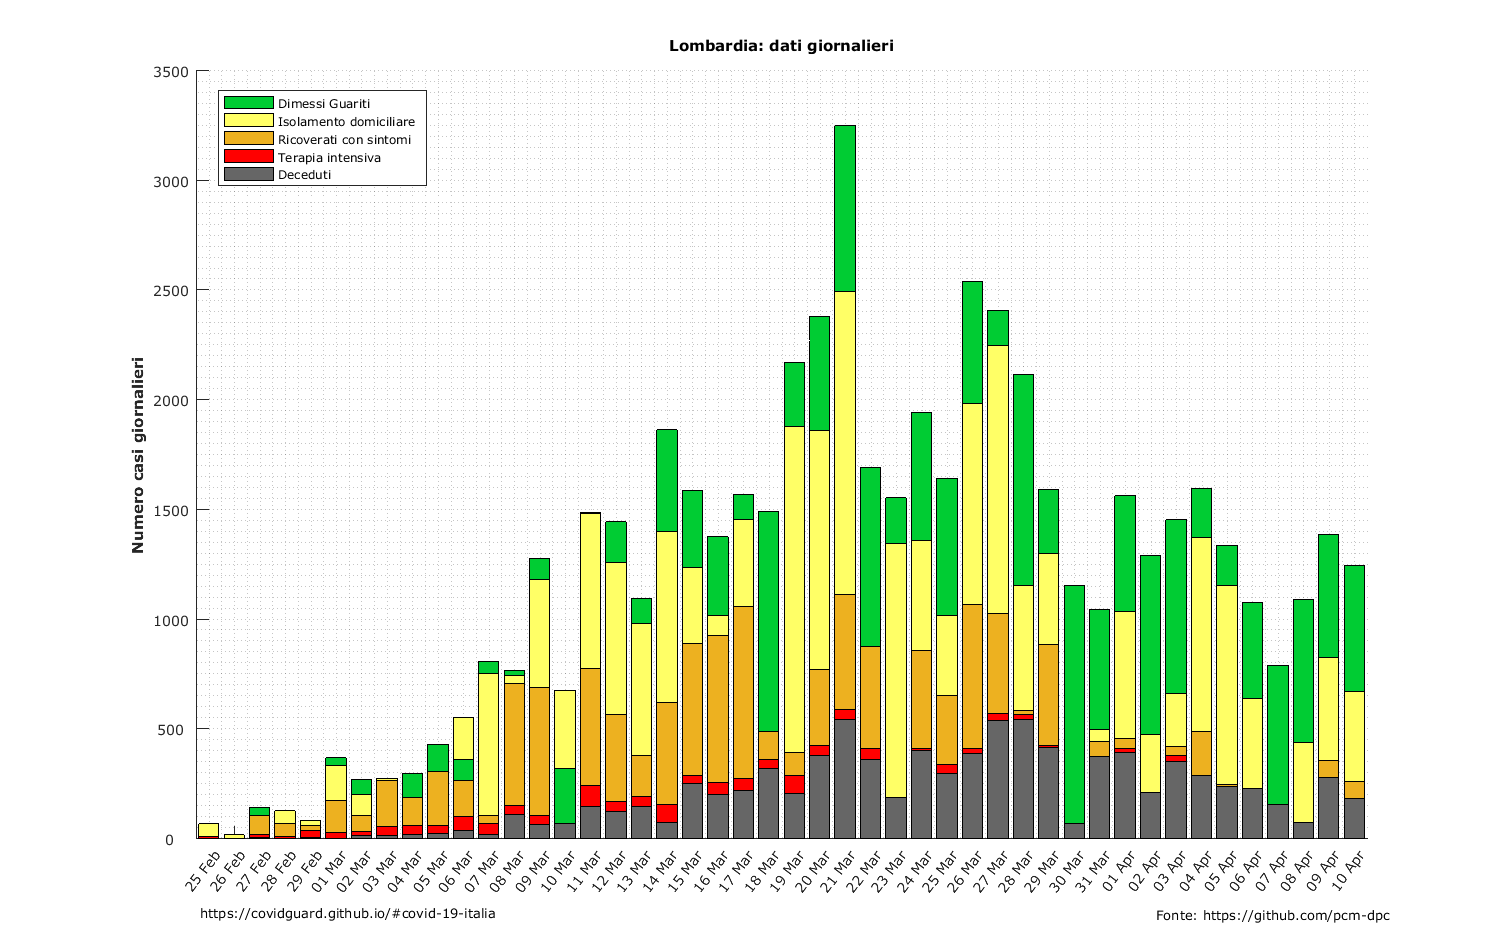 Lombardia: dati giornalieri
3500
3000
2500
2000
1500
1000
500
0
Numero casi giornalieri
Dimessi Guariti
Isolamento domiciliare
Ricoverati con sintomi
Terapia intensiva
Deceduti
25 Feb
26 Feb
27 Feb
28 Feb
29 Feb
01 Mar
02 Mar
03 Mar
04 Mar
05 Mar
06 Mar
07 Mar
08 Mar
09 Mar
10 Mar
11 Mar
12 Mar
13 Mar
14 Mar
15 Mar
16 Mar
17 Mar
18 Mar
19 Mar
20 Mar
21 Mar
22 Mar
23 Mar
24 Mar
25 Mar
26 Mar
27 Mar
28 Mar
29 Mar
30 Mar
31 Mar
01 Apr
02 Apr
03 Apr
04 Apr
05 Apr
06 Apr
07 Apr
08 Apr
09 Apr
10 Apr
https://covidguard.github.io/#covid-19-italia
Fonte: https://github.com/pcm-dpc